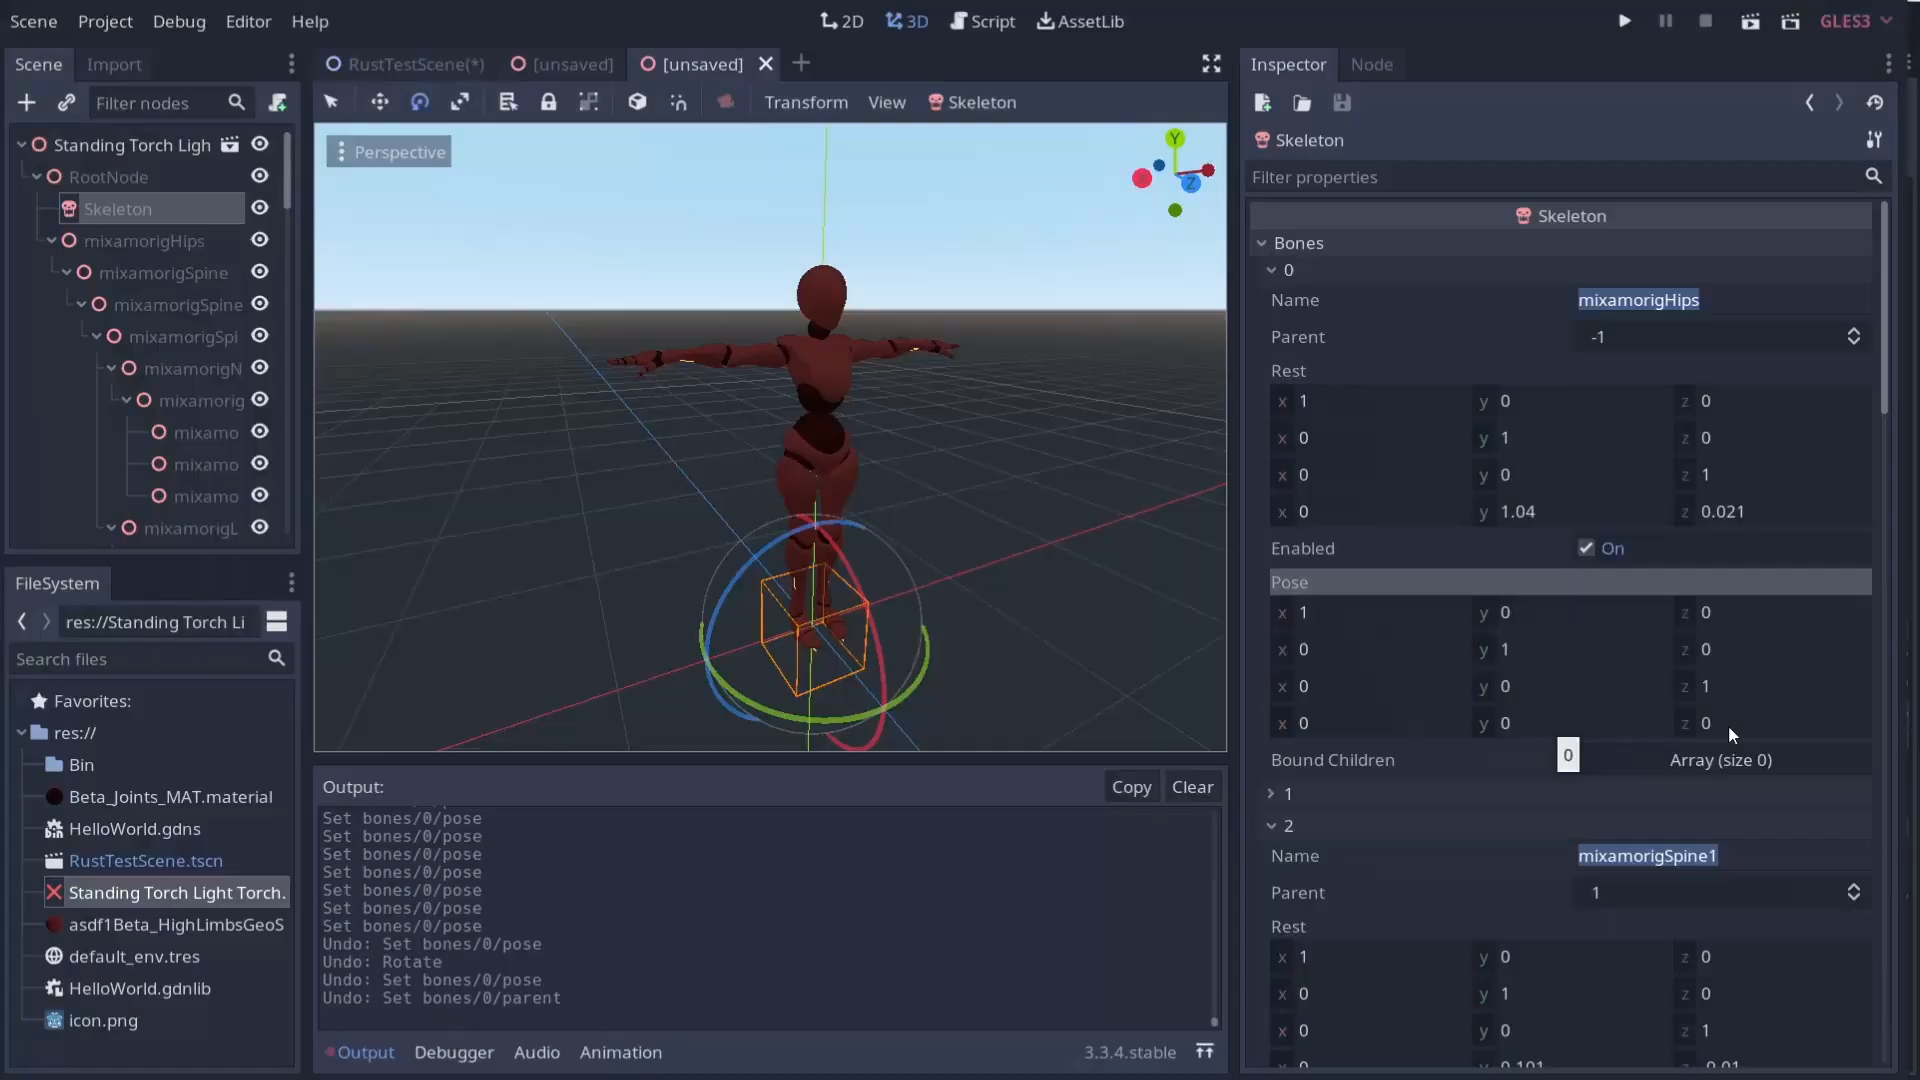 Scene Project Debug Editor Help
2D 3D Script AssetLib
GLES3
Scene Import
Filter nodes
Standing Torch Ligh
RootNode
Skeleton
mixamorigHips
mixamorigSpine
mixamorigSpine
mixamorigSpi
mixamorigN
mixamorig
mixamo
mixamo
mixamo
mixamorigL
FileSystem
res://Standing Torch Li
Search files
Favorites:
res://
Bin
Beta_Joints_MAT.material
HelloWorld.gdns
RustTestScene.tscn
Standing Torch Light Torch.
asdf1Beta_HighLimbsGeoS
default_env.tres
HelloWorld.gdnlib
icon.png
RustTestScene(*) [unsaved] [unsaved]
Transform View Skeleton
Perspective
Y
Z
Output: Copy Clear
Set bones/0/pose
Set bones/0/pose
Set bones/0/pose
Set bones/0/pose
Set bones/0/pose
Set bones/0/pose
Set bones/0/pose
Undo: Set bones/0/pose
Undo: Rotate
Undo: Set bones/0/pose
Undo: Set bones/0/parent
Output Debugger Audio Animation 3.3.4.stable
Inspector Node
Skeleton
Filter properties
Skeleton
Bones
0
Name mixamorigHips
Parent -1
Rest
x 1 y 0 z 0
x 0 y 1 z 0
x 0 y 0 z 1
x 0 y 1.04 z 0.021
Enabled On
Pose
x 1 y 0 z 0
x 0 y 1 z 0
x 0 y 0 z 1
x 0 y 0 z 0
Bound Children 0 Array (size 0)
1
2
Name mixamorigSpine1
Parent 1
Rest
x 1 y 0 z 0
x 0 y 1 z 0
x 0 y 0 z 1